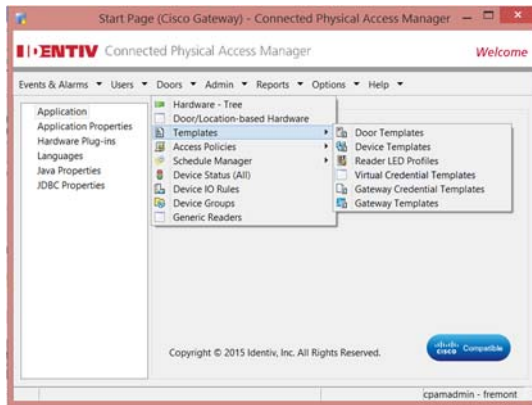 Start Page (Cisco Gateway) - Connected Physical Access Manager
IDENTIV Connected Physical Access Manager
Welcome
Events & Alarms Users Doors Admin Reports Options Help
Application
Application Properties
Hardware Plug-ins
Languages
Java Properties
JDBC Properties
Hardware - Tree
Door/Location-based Hardware
Templates
Access Policies
Schedule Manager
Device Status (All)
Device IO Rules
Device Groups
Generic Readers
Door Templates
Device Templates
Reader LED Profiles
Virtual Credential Templates
Gateway Credential Templates
Gateway Templates
Copyright © 2015 Identiv, Inc. All Rights Reserved.
CISCO Compatible
cpamadmin - fremont